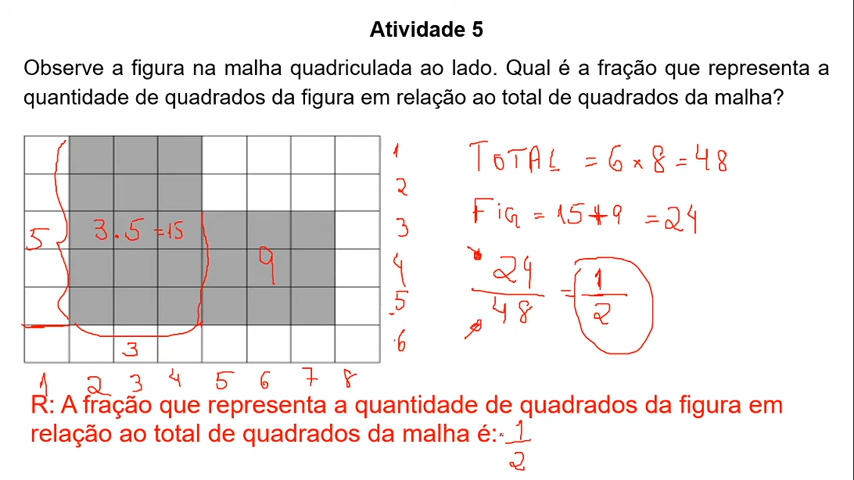 Atividade 5
Observe a figura na malha quadriculada ao lado. Qual é a fração que representa a
quantidade de quadrados da figura em relação ao total de quadrados da malha?
1
2
3
4
5
6
5
3.5=15
9
3
1 2 3 4 5 6 7 8
TOTAL = 6 x 8 = 48
FIG = 15+9 = 24
24
48
=
1
2
R: A fração que representa a quantidade de quadrados da figura em
relação ao total de quadrados da malha é:
1
2